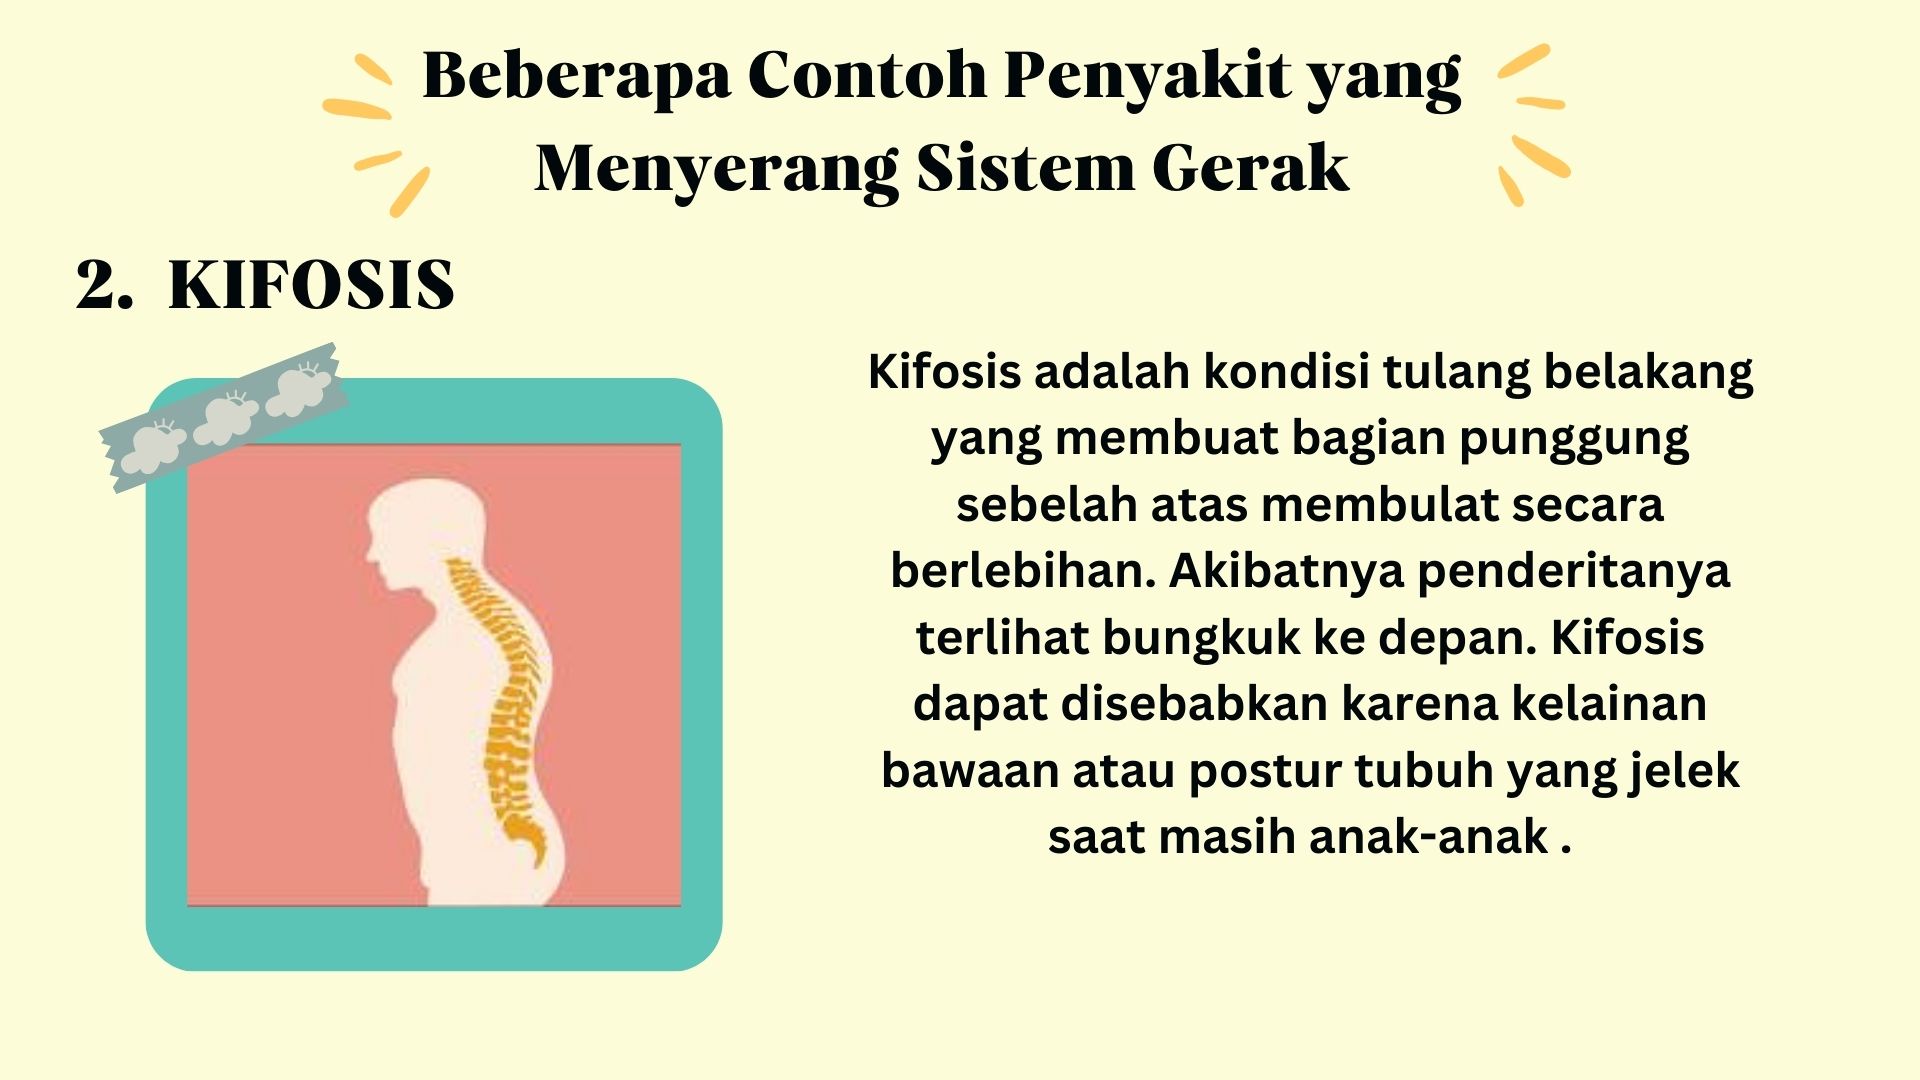 Beberapa Contoh Penyakit yang
Menyerang Sistem Gerak
2. KIFOSIS
Kifosis adalah kondisi tulang belakang
yang membuat bagian punggung
sebelah atas membulat secara
berlebihan. Akibatnya penderitanya
terlihat bungkuk ke depan. Kifosis
dapat disebabkan karena kelainan
bawaan atau postur tubuh yang jelek
saat masih anak-anak .